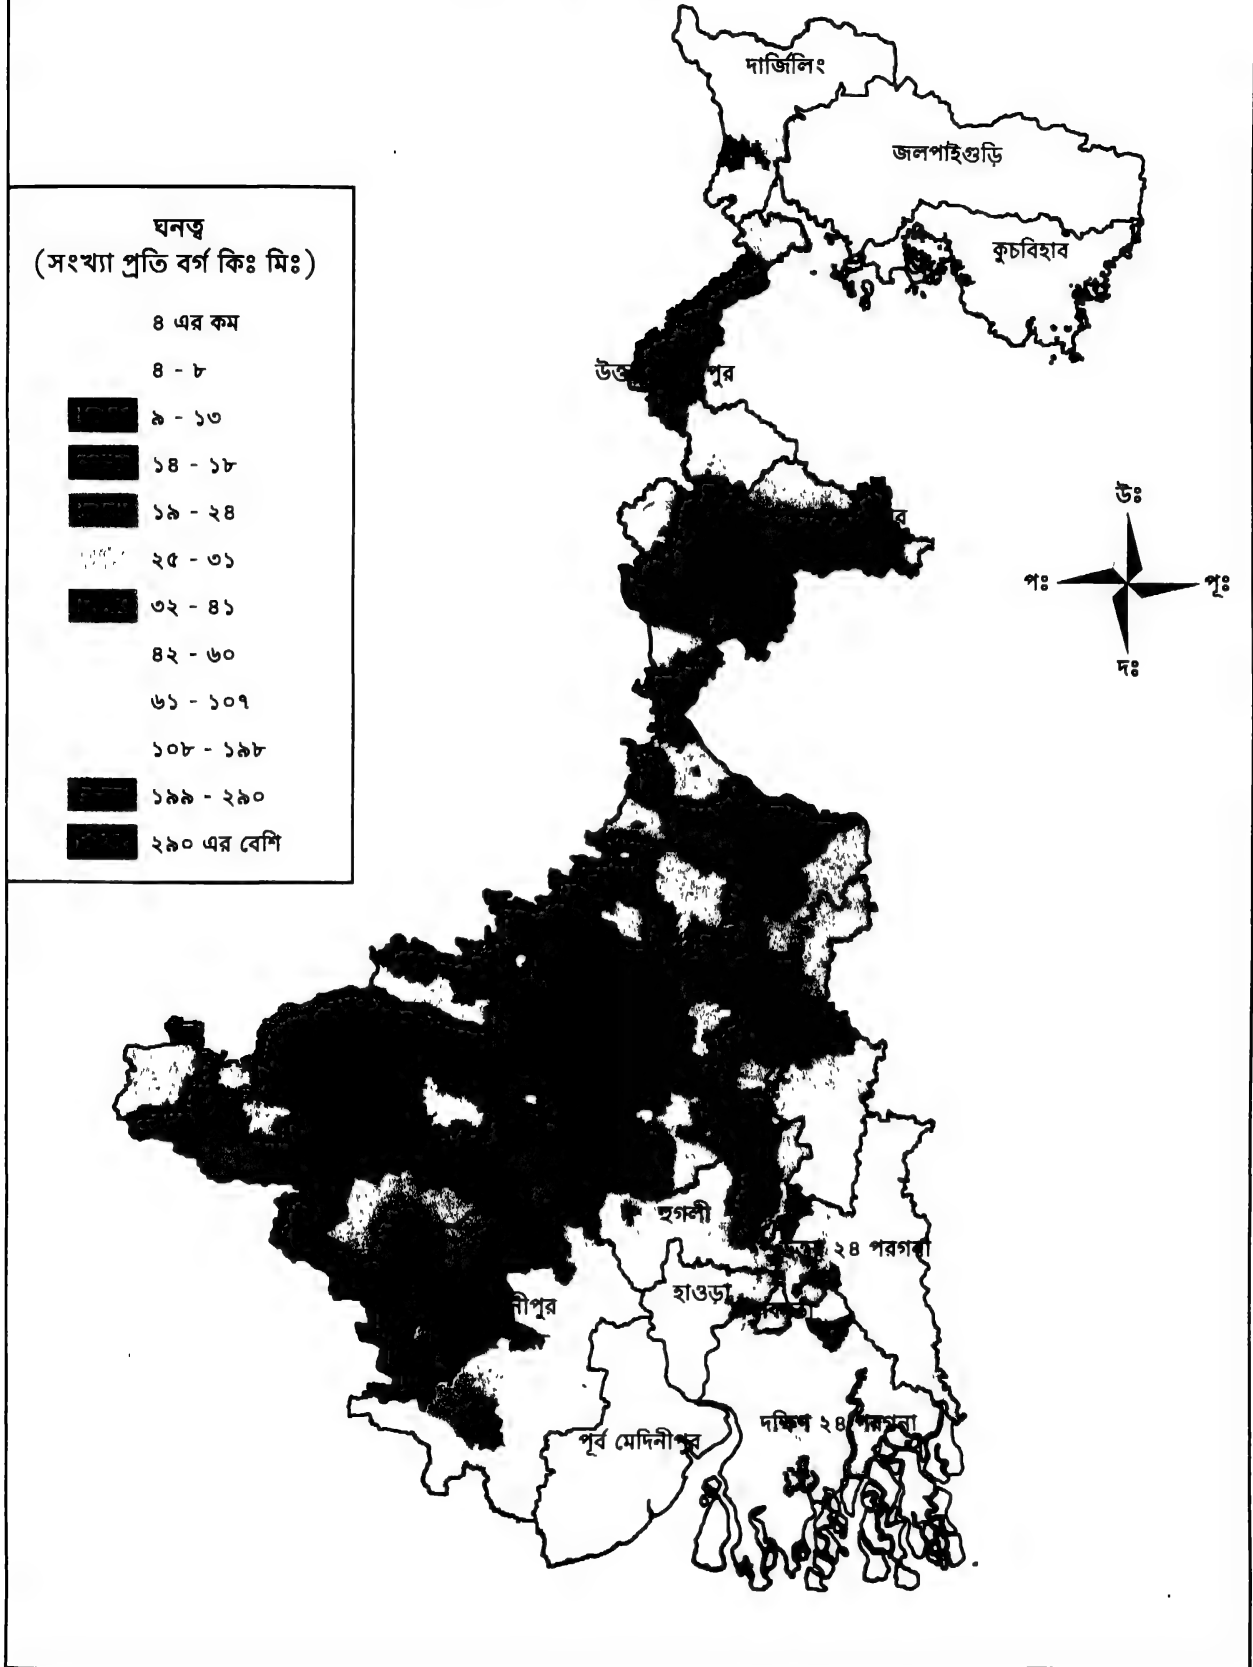 দার্জিলিং
জলপাইগুড়ি
কুচবিহাব
ঘনত্ব
(সংখ্যা প্রতি বর্গ কিঃ মিঃ)
৪ এর কম
৪ - ৮
৯ - ১৩
১৪ - ১৮
১৯ - ২৪
২৫ - ৩১
৩২ - ৪১
৪২ - ৬০
৬১ - ১০৭
১০৮ - ১৯৮
১৯৯ - ২৯০
২৯০ এর বেশি
উত্ত পুর
র
উঃ
পঃ পূঃ
দঃ
হুগলী
২৪ পরগনা
হাওড়া
নীপুর
দক্ষিণ ২৪ পরগনা
পূর্ব মেদিনীপুর